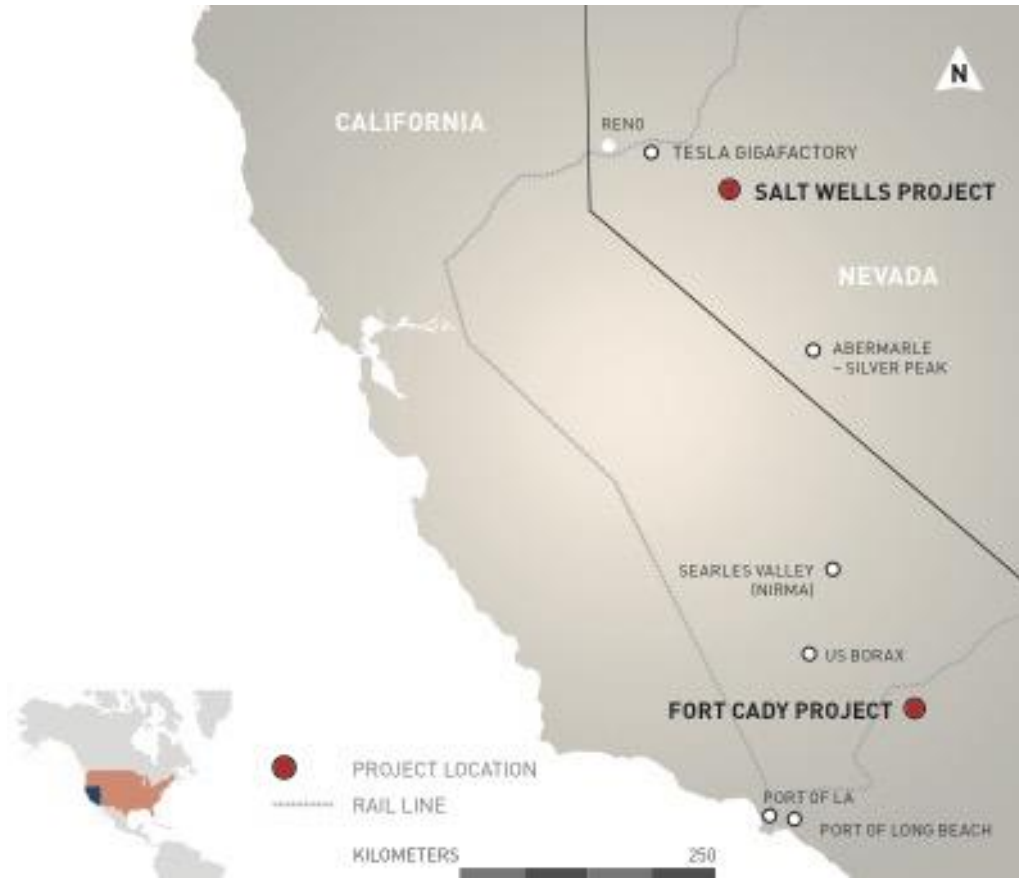 N
CALIFORNIA
RENO
TESLA GIGAFACTORY
SALT WELLS PROJECT
NEVADA
ABERMARLE
– SILVER PEAK
SEARLES VALLEY
(NIRMA)
US BORAX
FORT CADY PROJECT
PROJECT LOCATION
RAIL LINE
PORT OF LA
PORT OF LONG BEACH
KILOMETERS 250